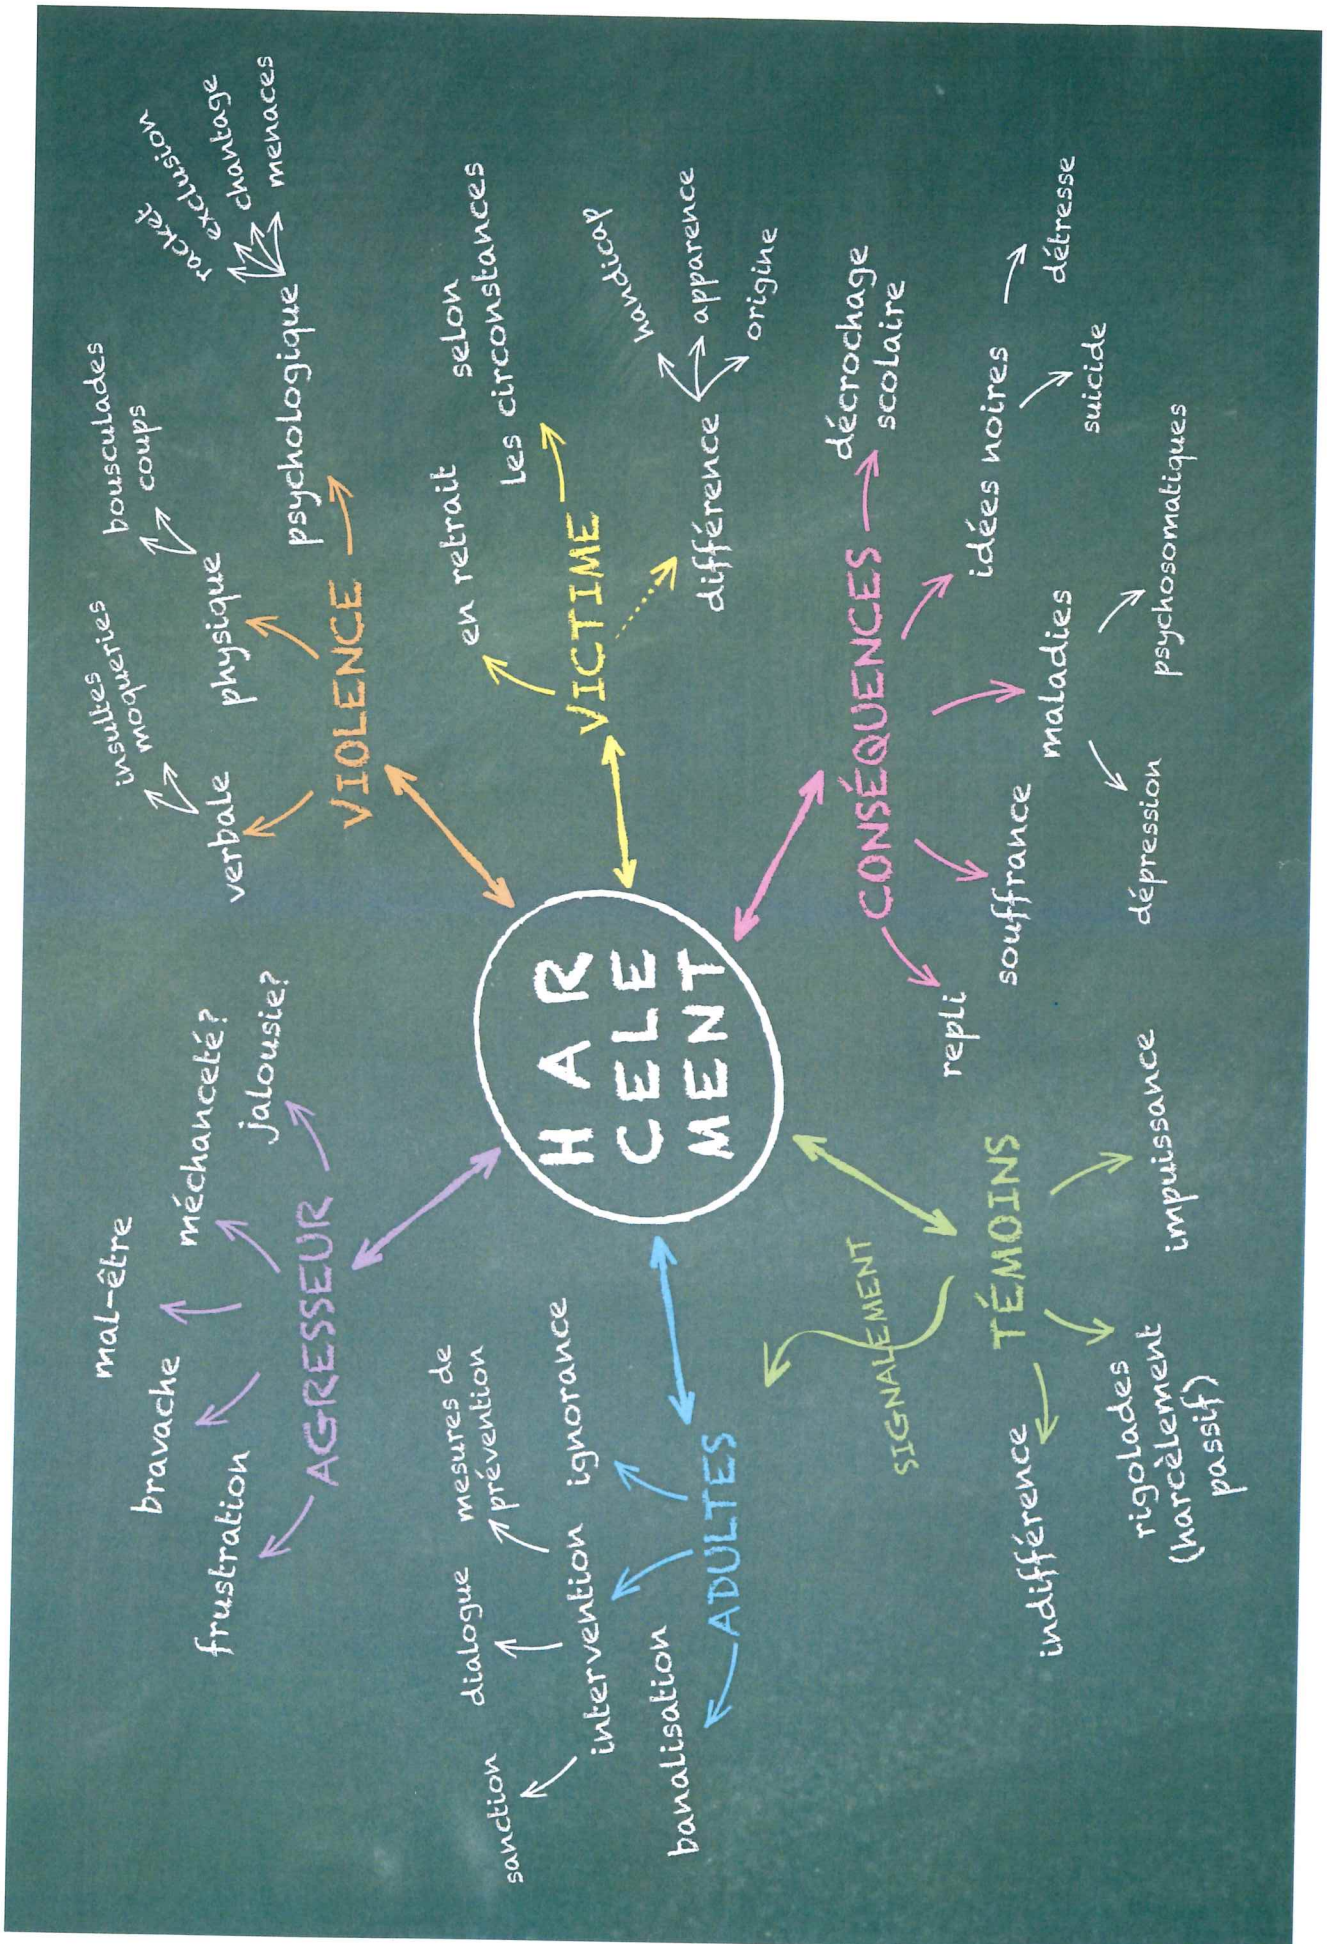 HAR
CELE
MENT
AGRESSEUR
frustration
bravache
mal-être
méchanceté?
jalousie?
VIOLENCE
verbale
insultes
moqueries
physique
bousculades
coups
psychologique
racket
exclusion
chantage
menaces
VICTIME
en retrait
selon
les circonstances
différence
handicap
apparence
origine
CONSÉQUENCES
décrochage
scolaire
idées noires
détresse
suicide
maladies
psychosomatiques
dépression
souffrance
repli
TÉMOINS
impuissance
rigolades
(harcèlement
passif)
indifférence
SIGNALEMENT
ADULTES
banalisation
intervention
sanction
dialogue
mesures de
prévention
ignorance